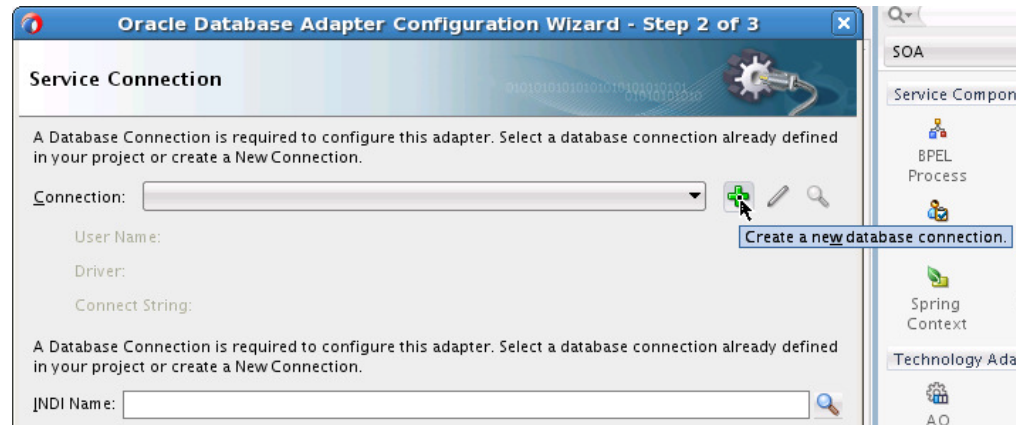 Oracle Database Adapter Configuration Wizard - Step 2 of 3
Service Connection
A Database Connection is required to configure this adapter. Select a database connection already defined
in your project or create a New Connection.
Connection:
Create a new database connection.
User Name:
Driver:
Connect String:
A Database Connection is required to configure this adapter. Select a database connection already defined
in your project or create a New Connection.
JNDI Name:
SOA
Service Compon
BPEL
Process
Spring
Context
Technology Ada
AQ